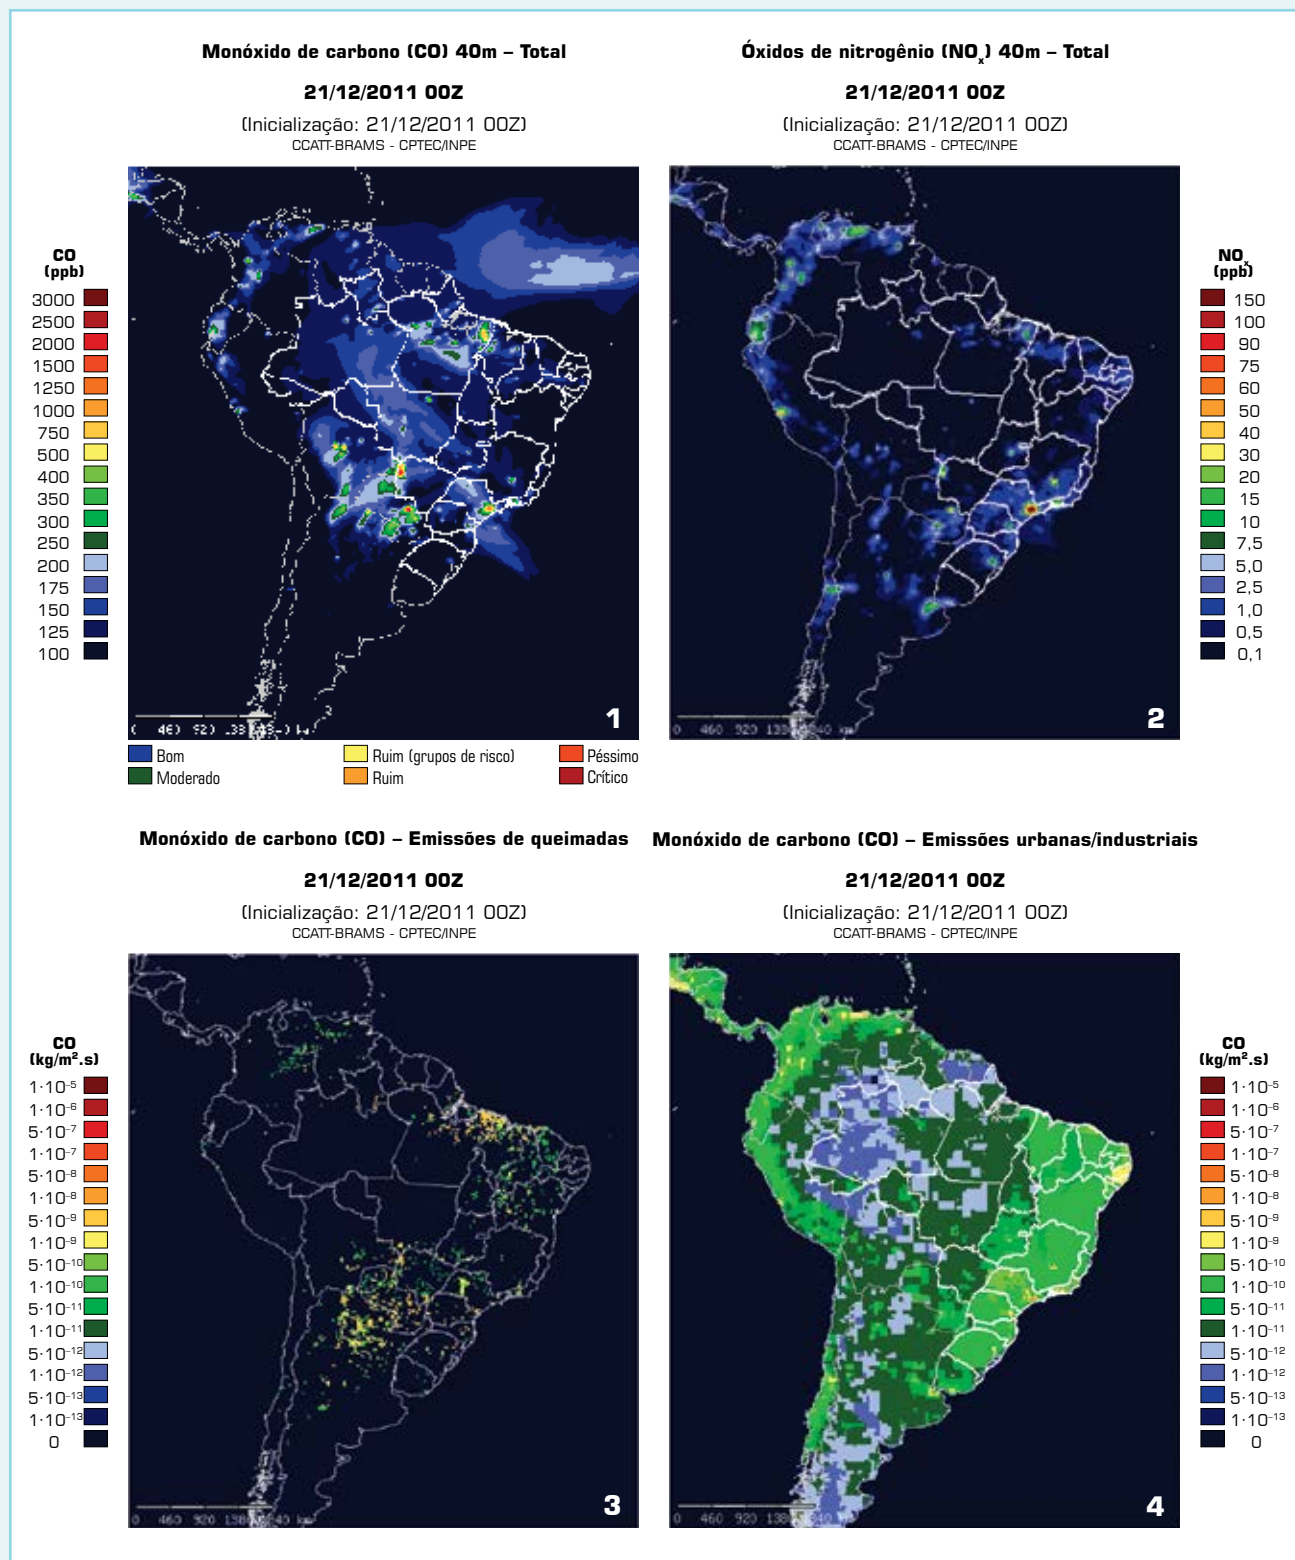 Monóxido de carbono (CO) 40m – Total
21/12/2011 00Z
(Inicialização: 21/12/2011 00Z)
CCATT-BRAMS - CPTEC/INPE
CO
(ppb)
3000
2500
2000
1500
1250
1000
750
500
400
350
300
250
200
175
150
125
100
1
Bom
Moderado
Ruim (grupos de risco)
Ruim
Péssimo
Crítico
Óxidos de nitrogênio (NOx) 40m – Total
21/12/2011 00Z
(Inicialização: 21/12/2011 00Z)
CCATT-BRAMS - CPTEC/INPE
NOx
(ppb)
150
100
90
75
60
50
40
30
20
15
10
7,5
5,0
2,5
1,0
0,5
0,1
0 460 920
2
Monóxido de carbono (CO) – Emissões de queimadas
21/12/2011 00Z
(Inicialização: 21/12/2011 00Z)
CCATT-BRAMS - CPTEC/INPE
CO
(kg/m².s)
1·10⁻⁵
1·10⁻⁶
5·10⁻⁷
1·10⁻⁷
5·10⁻⁸
1·10⁻⁸
5·10⁻⁹
1·10⁻⁹
5·10⁻¹⁰
1·10⁻¹⁰
5·10⁻¹¹
1·10⁻¹¹
5·10⁻¹²
1·10⁻¹²
5·10⁻¹³
1·10⁻¹³
0
0 460 920 km
3
Monóxido de carbono (CO) – Emissões urbanas/industriais
21/12/2011 00Z
(Inicialização: 21/12/2011 00Z)
CCATT-BRAMS - CPTEC/INPE
CO
(kg/m².s)
1·10⁻⁵
1·10⁻⁶
5·10⁻⁷
1·10⁻⁷
5·10⁻⁸
1·10⁻⁸
5·10⁻⁹
1·10⁻⁹
5·10⁻¹⁰
1·10⁻¹⁰
5·10⁻¹¹
1·10⁻¹¹
5·10⁻¹²
1·10⁻¹²
5·10⁻¹³
1·10⁻¹³
0
0 460 920 km
4